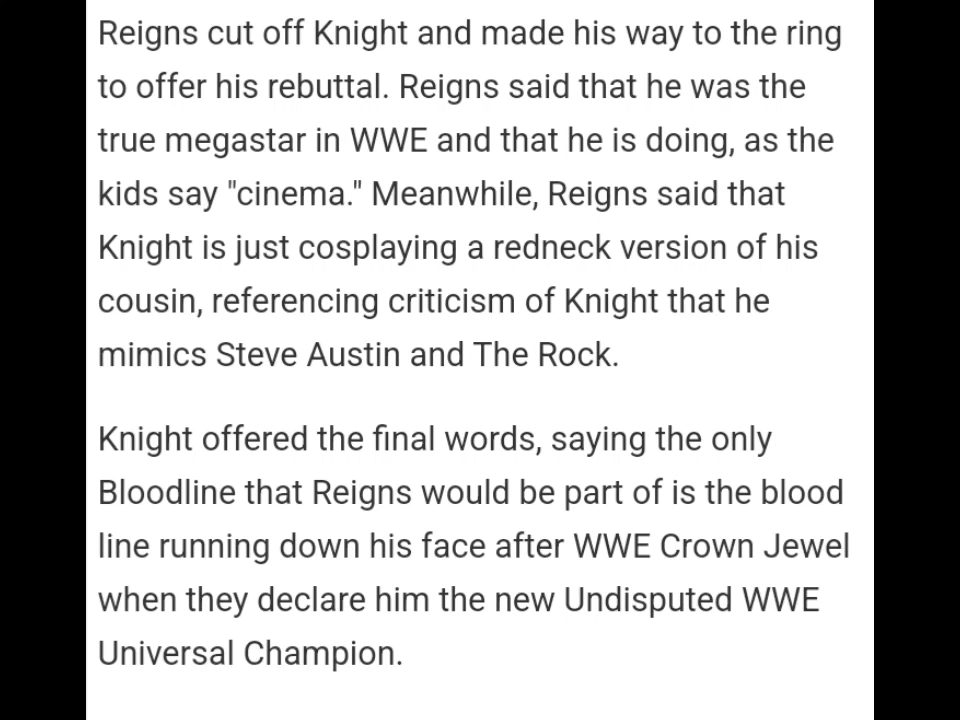 Reigns cut off Knight and made his way to the ring
to offer his rebuttal. Reigns said that he was the
true megastar in WWE and that he is doing, as the
kids say "cinema." Meanwhile, Reigns said that
Knight is just cosplaying a redneck version of his
cousin, referencing criticism of Knight that he
mimics Steve Austin and The Rock.
Knight offered the final words, saying the only
Bloodline that Reigns would be part of is the blood
line running down his face after WWE Crown Jewel
when they declare him the new Undisputed WWE
Universal Champion.